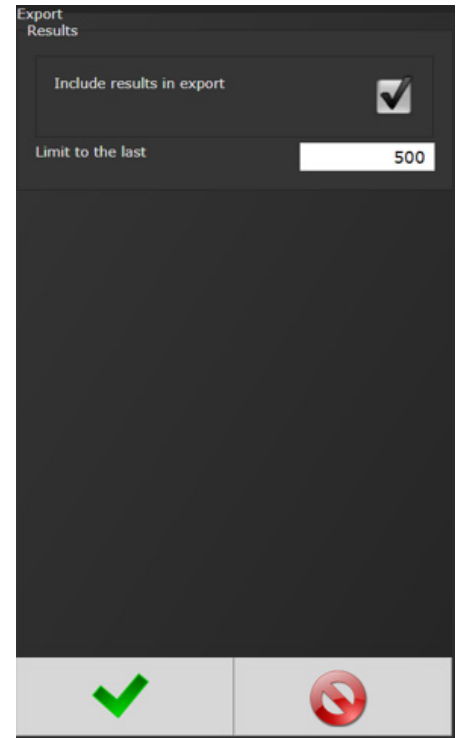 Export
Results
Include results in export
Limit to the last
500